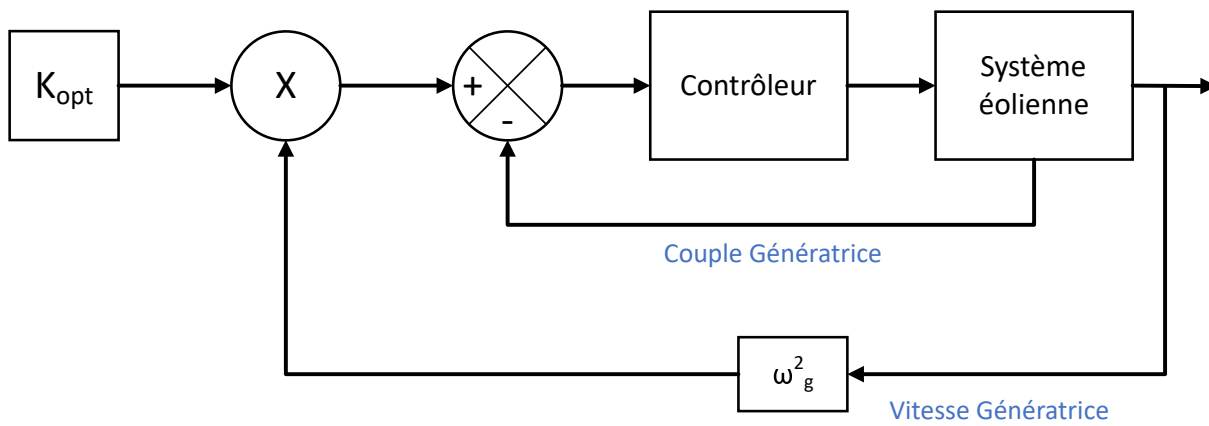 Kopt
X
+
-
Contrôleur
Système
éolienne
Couple Génératrice
ω²g
Vitesse Génératrice